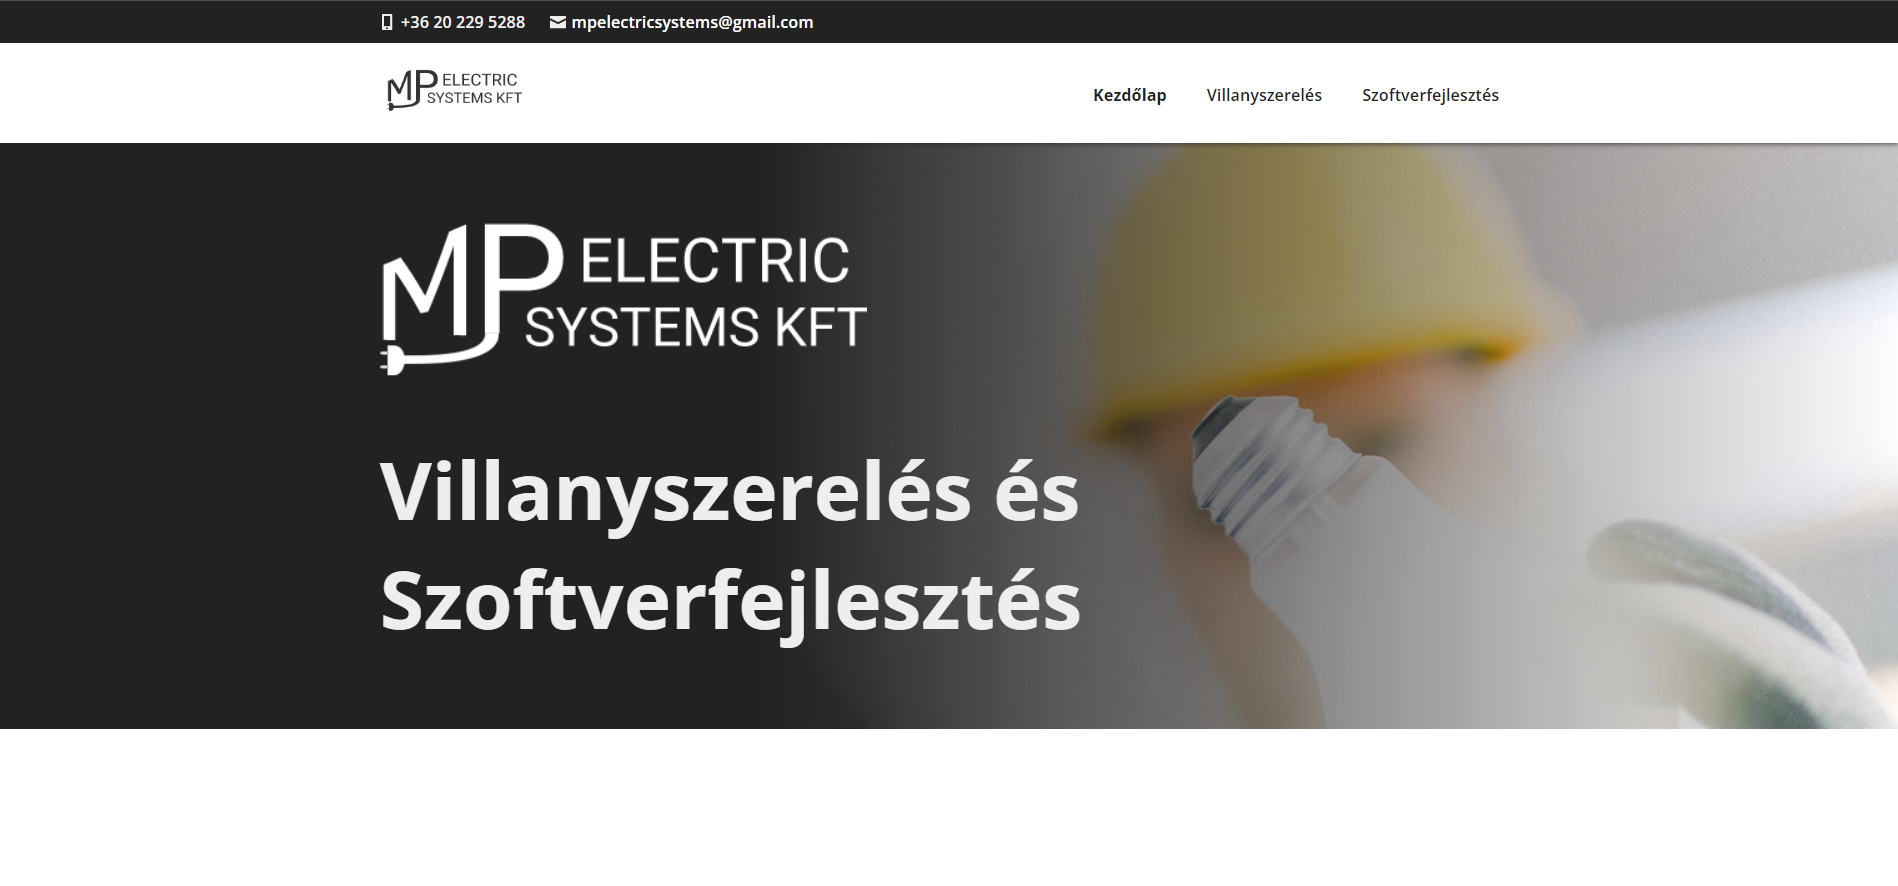 +36 20 229 5288 mpelectricsystems@gmail.com
MP ELECTRIC
SYSTEMS KFT
Kezdőlap Villanyszerelés Szoftverfejlesztés
MP ELECTRIC
SYSTEMS KFT
Villanyszerelés és
Szoftverfejlesztés